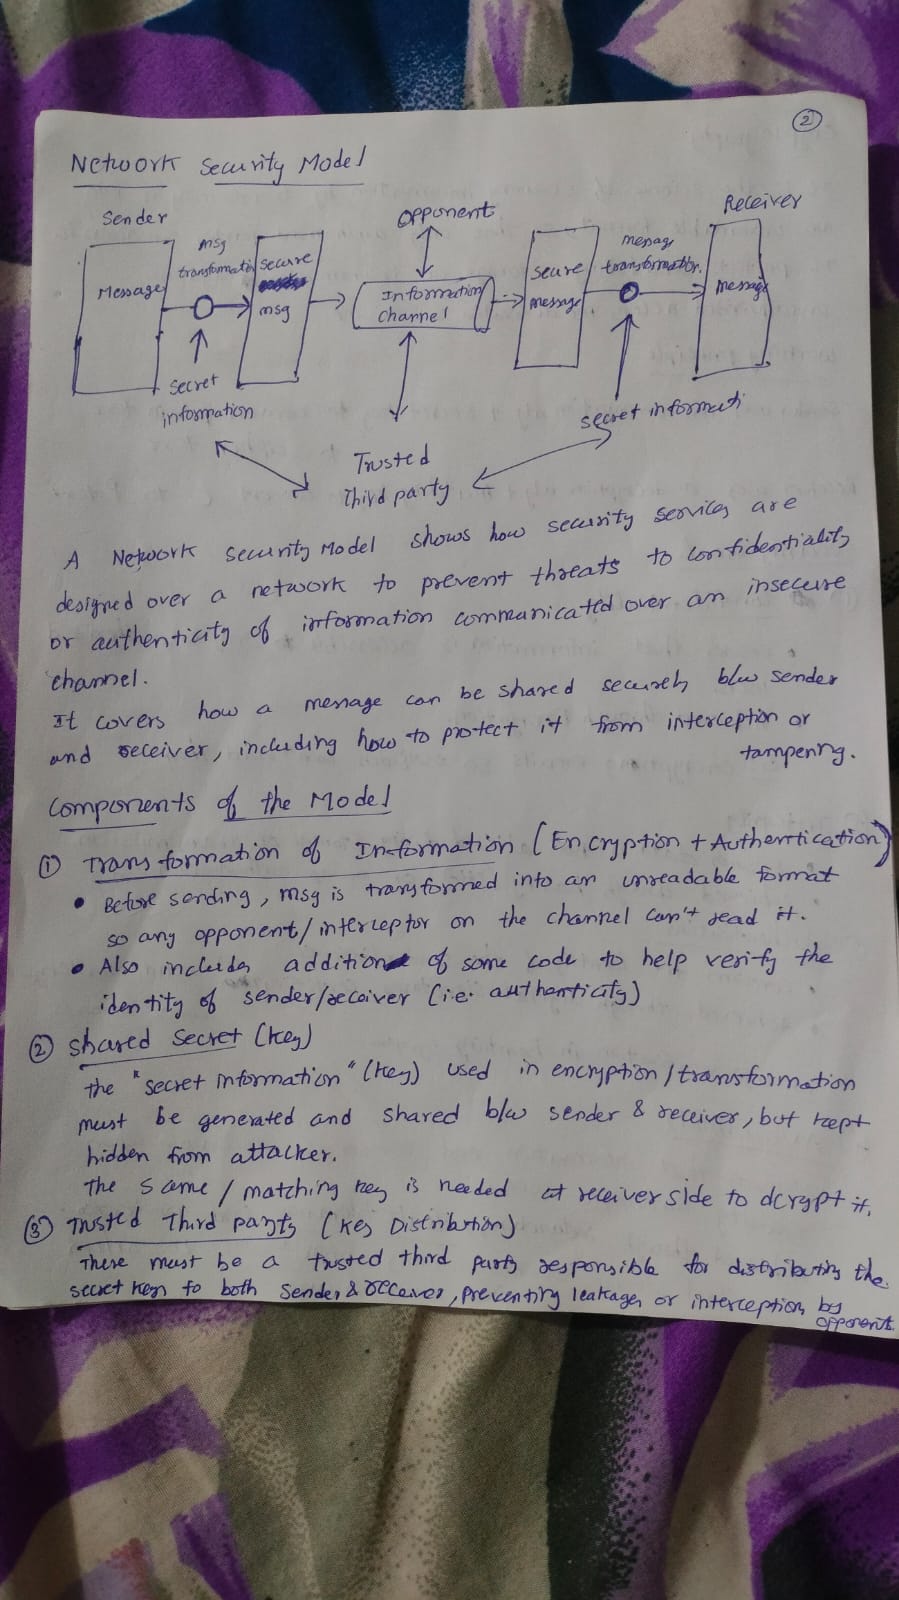 2
Network Security Model
Sender
opponent
Receiver
msg
transformatio
message
transformation.
Message
secure
msg
Information
channel
secure
message
message
secret
information
secret informati
Trusted
Third party
A Network security Model shows how security services are
designed over a network to prevent threats to confidentiality
or authenticity of information communicated over an insecure
channel.
It covers how a message can be shared securely b/w sender
and receiver, including how to protect it from interception or
tampering.
Components of the Model
① Transformation of Information (Encryption + Authentication)
• Before sending, msg is transformed into an unreadable format
so any opponent/interceptor on the channel can't read it.
• Also includes addition of some code to help verify the
identity of sender/receiver (i.e. authenticity)
② Shared Secret (key)
the "secret information" (key) used in encryption / transformation
must be generated and shared b/w sender & receiver, but kept
hidden from attacker.
The same / matching key is needed at receiver side to dcrypt it.
③ Trusted Third party (Key Distribution)
There must be a trusted third party responsible for distributing the
secret keys to both sender & receiver, preventing leakages or interception by
opponents.